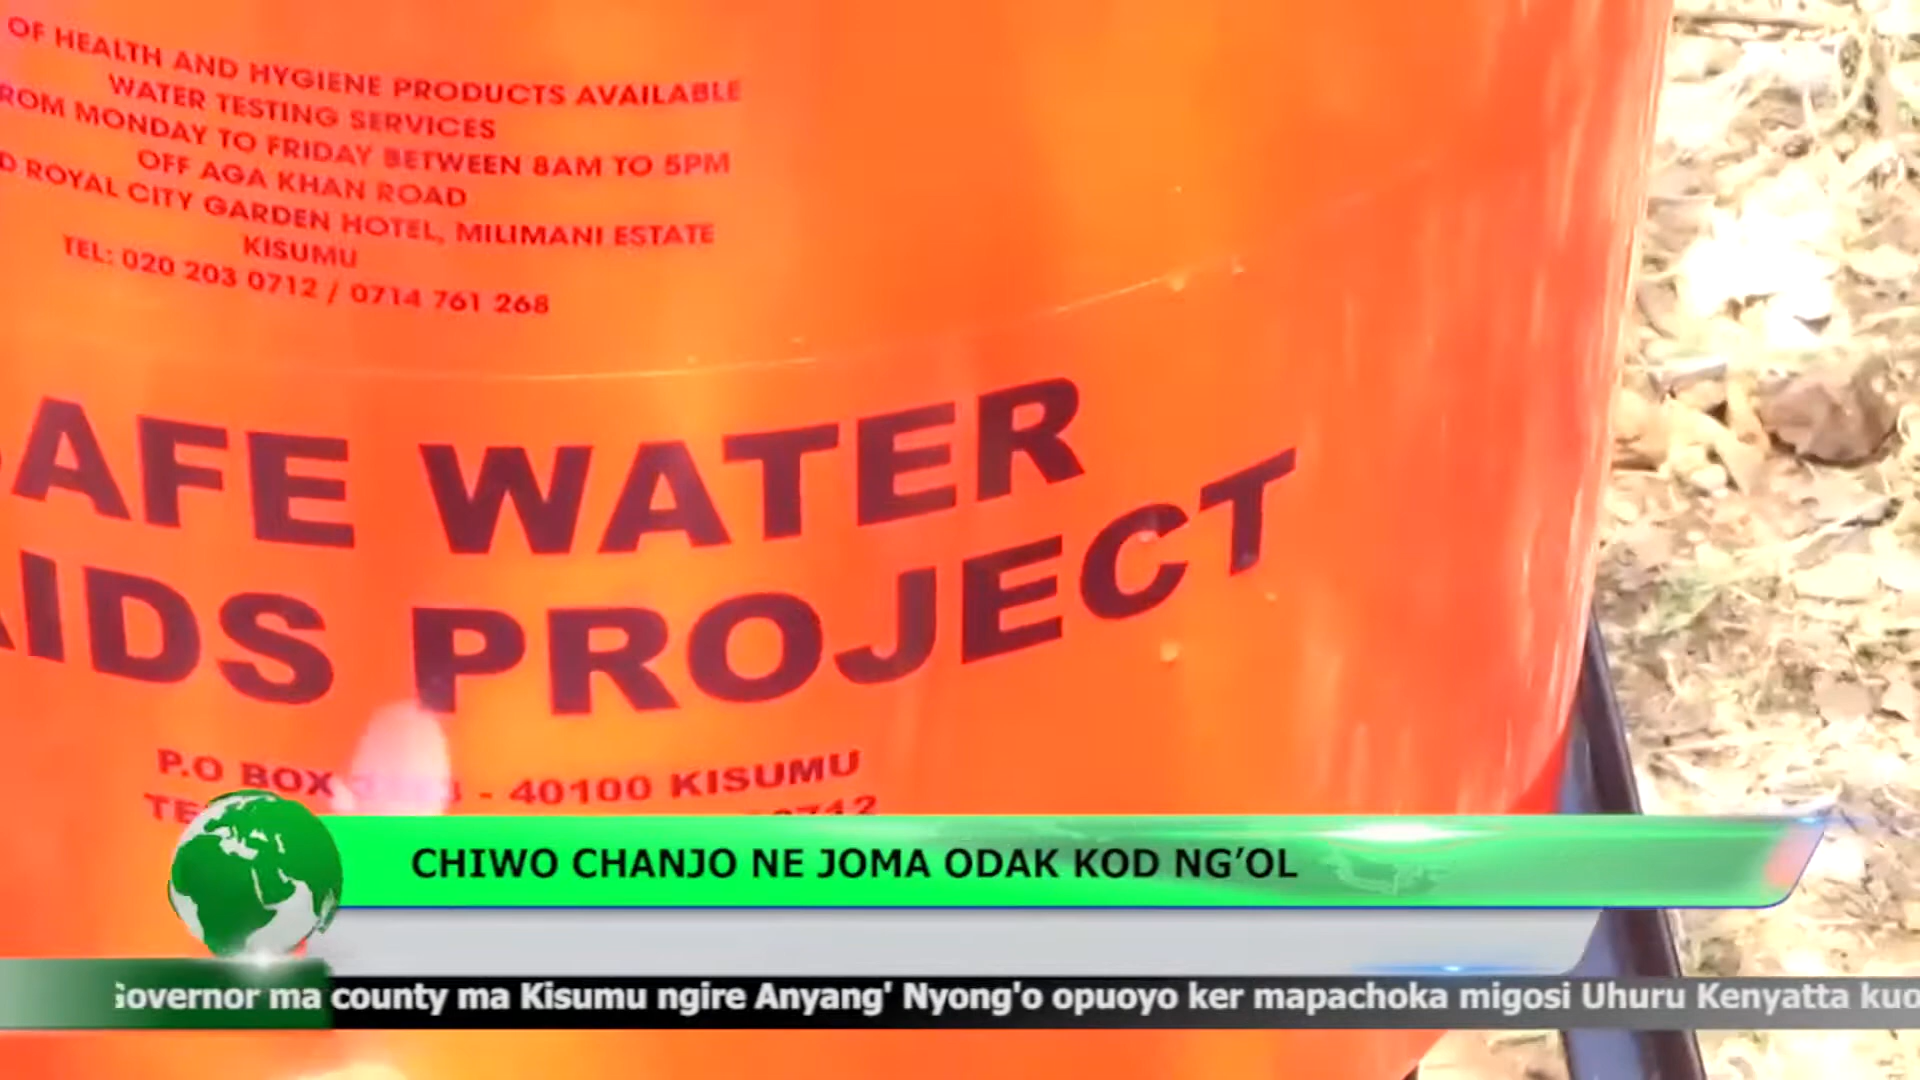 OF HEALTH AND HYGIENE PRODUCTS AVAILABLE
WATER TESTING SERVICES
ROM MONDAY TO FRIDAY BETWEEN 8AM TO 5PM
OFF AGA KHAN ROAD
D ROYAL CITY GARDEN HOTEL, MILIMANI ESTATE
KISUMU
TEL: 020 203 0712 / 0714 761 268
AFE WATER
AIDS PROJECT
P.O BOX - 40100 KISUMU
CHIWO CHANJO NE JOMA ODAK KOD NG'OL
Governor ma county ma Kisumu ngire Anyang' Nyong'o opuoyo ker mapachoka migosi Uhuru Kenyatta kuo